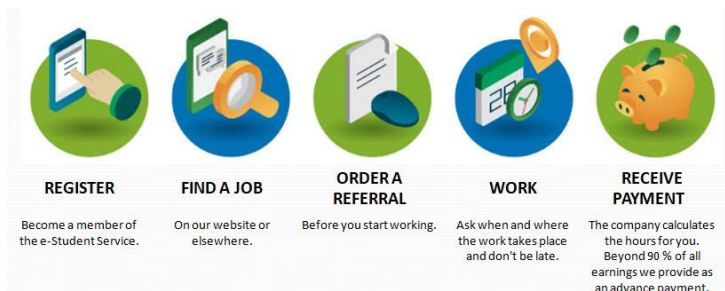 28
REGISTER
Become a member of
the e-Student Service.
FIND A JOB
On our website or
elsewhere.
ORDER A
REFERRAL
Before you start working.
WORK
Ask when and where
the work takes place
and don't be late.
RECEIVE
PAYMENT
The company calculates
the hours for you.
Beyond 90 % of all
earnings we provide as
an advance payment.